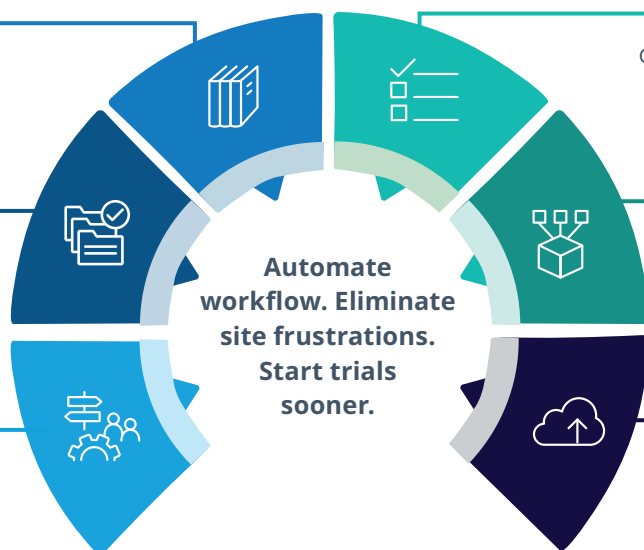 Automate
workflow. Eliminate
site frustrations.
Start trials
sooner.